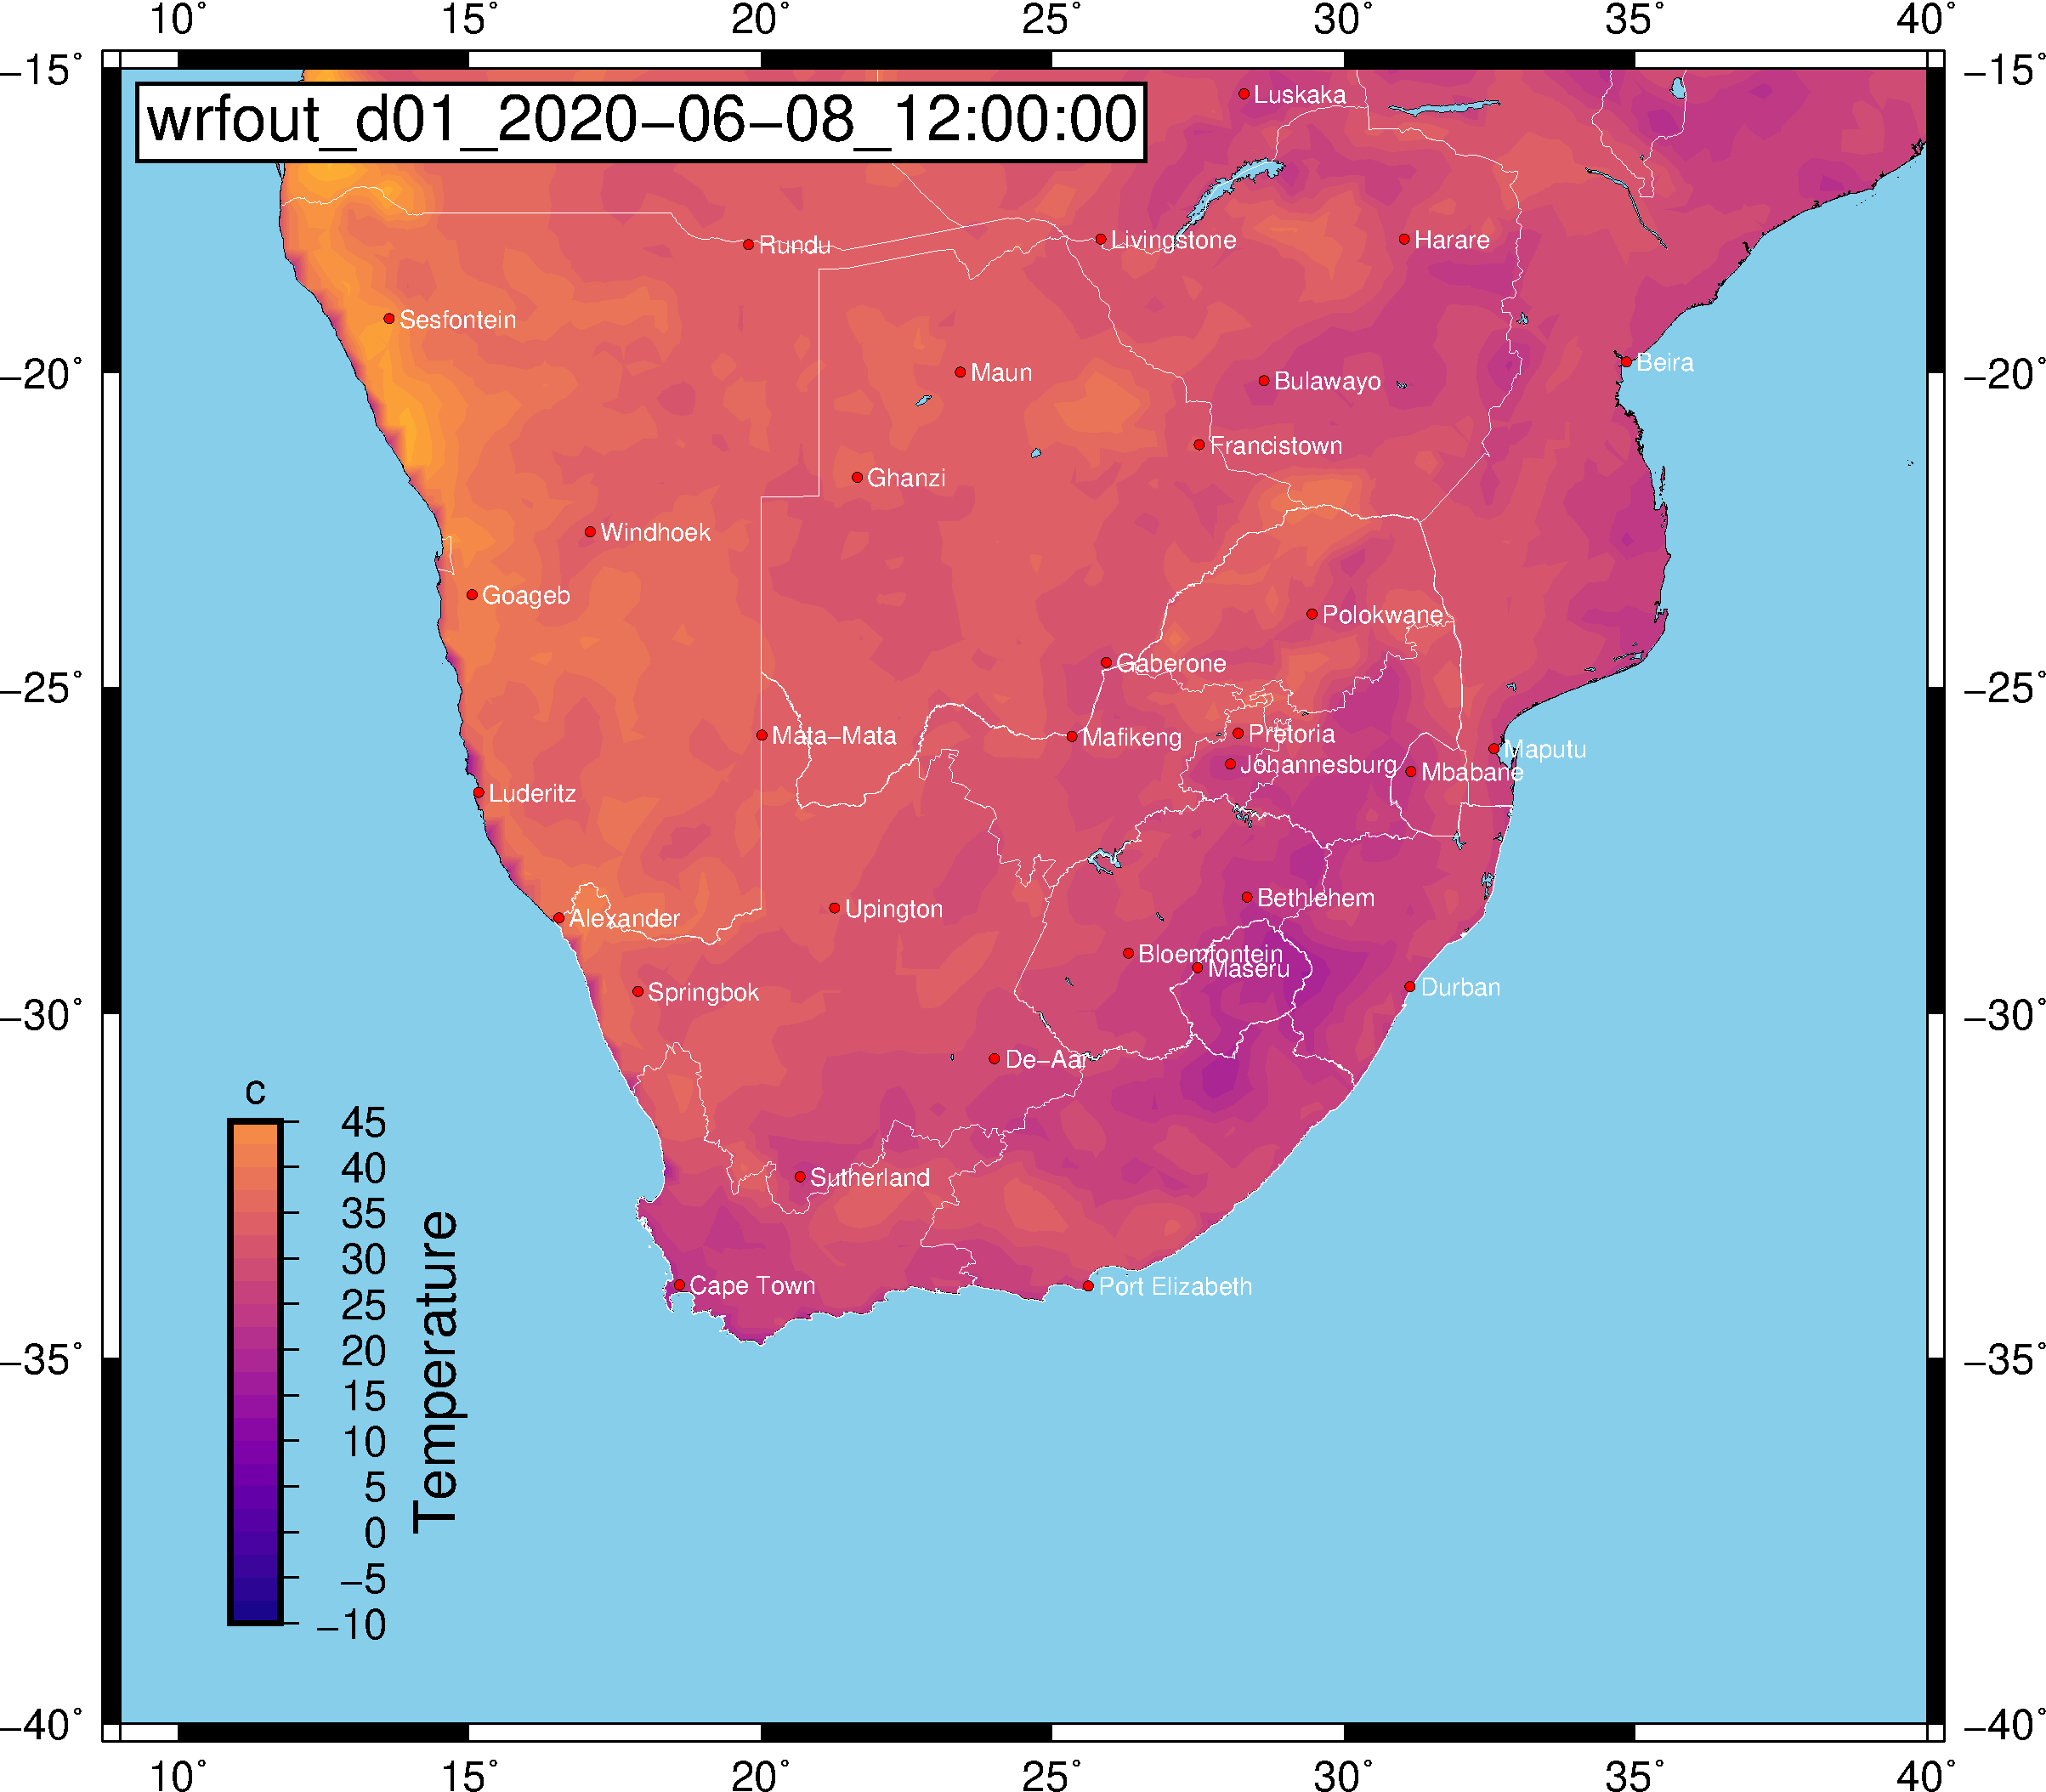 10° 15° 20° 25° 30° 35° 40°
−15° −15°
wrfout_d01_2020−06−08_12:00:00
Luskaka
Rundu
Livingstone
Harare
Sesfontein
Beira
−20° −20°
Maun
Bulawayo
Francistown
Ghanzi
Windhoek
Goageb
Polokwane
Gaberone
−25° −25°
Mata−Mata
Mafikeng
Pretoria
Maputu
Johannesburg
Mbabane
Luderitz
Bethlehem
Alexander
Upington
Bloemfontein
Maseru
Springbok
Durban
−30° −30°
De−Aar
Sutherland
Cape Town
Port Elizabeth
−35° −35°
c
45
40
35
30
25
20
15
10
5
0
−5
−10
Temperature
−40° −40°
10° 15° 20° 25° 30° 35° 40°